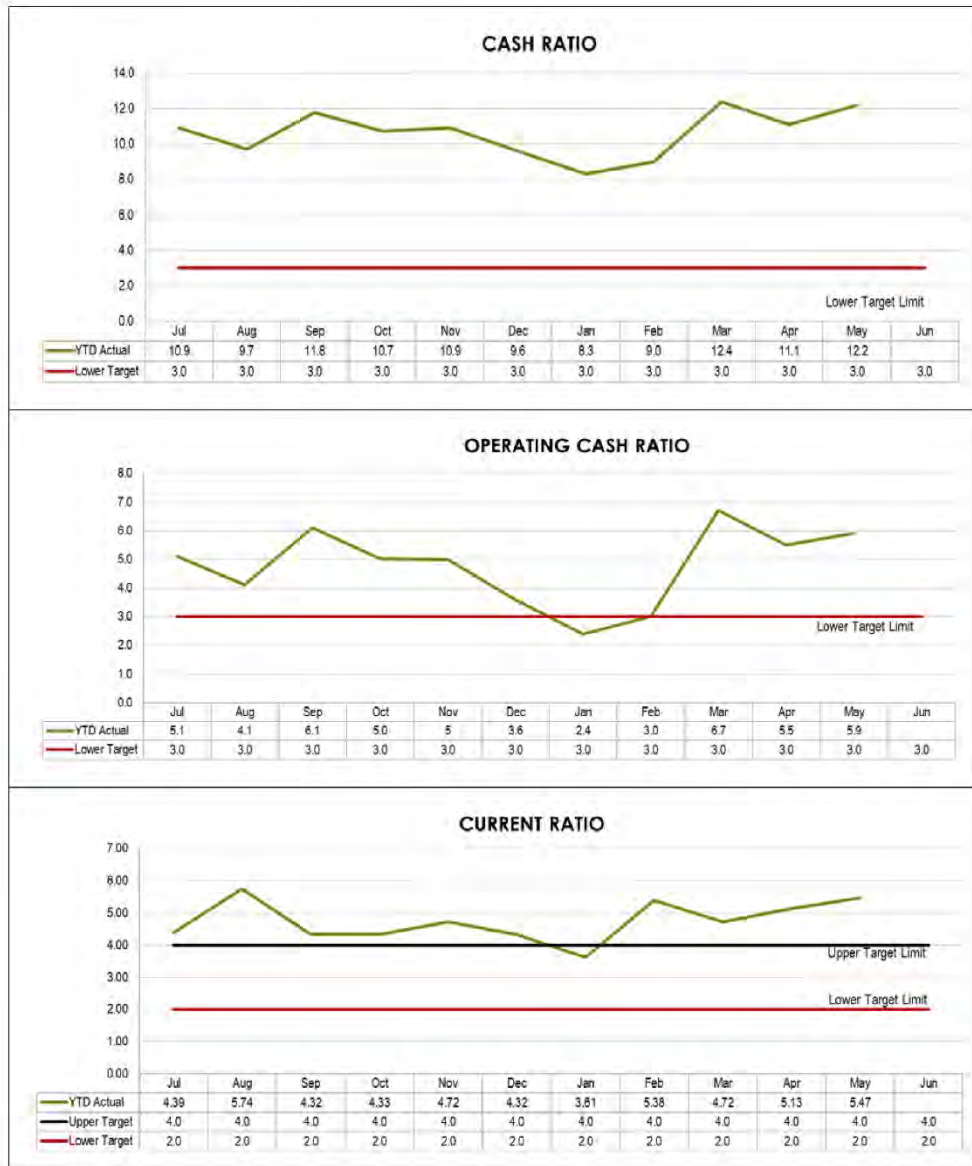 CASH RATIO
14.0
12.0
10.0
8.0
6.0
4.0
2.0
0.0
Lower Target Limit
Jul Aug Sep Oct Nov Dec Jan Feb Mar Apr May Jun
YTD Actual 10.9 9.7 11.8 10.7 10.9 9.6 8.3 9.0 12.4 11.1 12.2
Lower Target 3.0 3.0 3.0 3.0 3.0 3.0 3.0 3.0 3.0 3.0 3.0 3.0
OPERATING CASH RATIO
8.0
7.0
6.0
5.0
4.0
3.0
2.0
1.0
0.0
Lower Target Limit
Jul Aug Sep Oct Nov Dec Jan Feb Mar Apr May Jun
YTD Actual 5.1 4.1 6.1 5.0 5 3.6 2.4 3.0 6.7 5.5 5.9
Lower Target 3.0 3.0 3.0 3.0 3.0 3.0 3.0 3.0 3.0 3.0 3.0 3.0
CURRENT RATIO
7.00
6.00
5.00
4.00
3.00
2.00
1.00
0.00
Upper Target Limit
Lower Target Limit
Jul Aug Sep Oct Nov Dec Jan Feb Mar Apr May Jun
YTD Actual 4.39 5.74 4.32 4.33 4.72 4.32 3.61 5.38 4.72 5.13 5.47
Upper Target 4.0 4.0 4.0 4.0 4.0 4.0 4.0 4.0 4.0 4.0 4.0 4.0
Lower Target 2.0 2.0 2.0 2.0 2.0 2.0 2.0 2.0 2.0 2.0 2.0 2.0